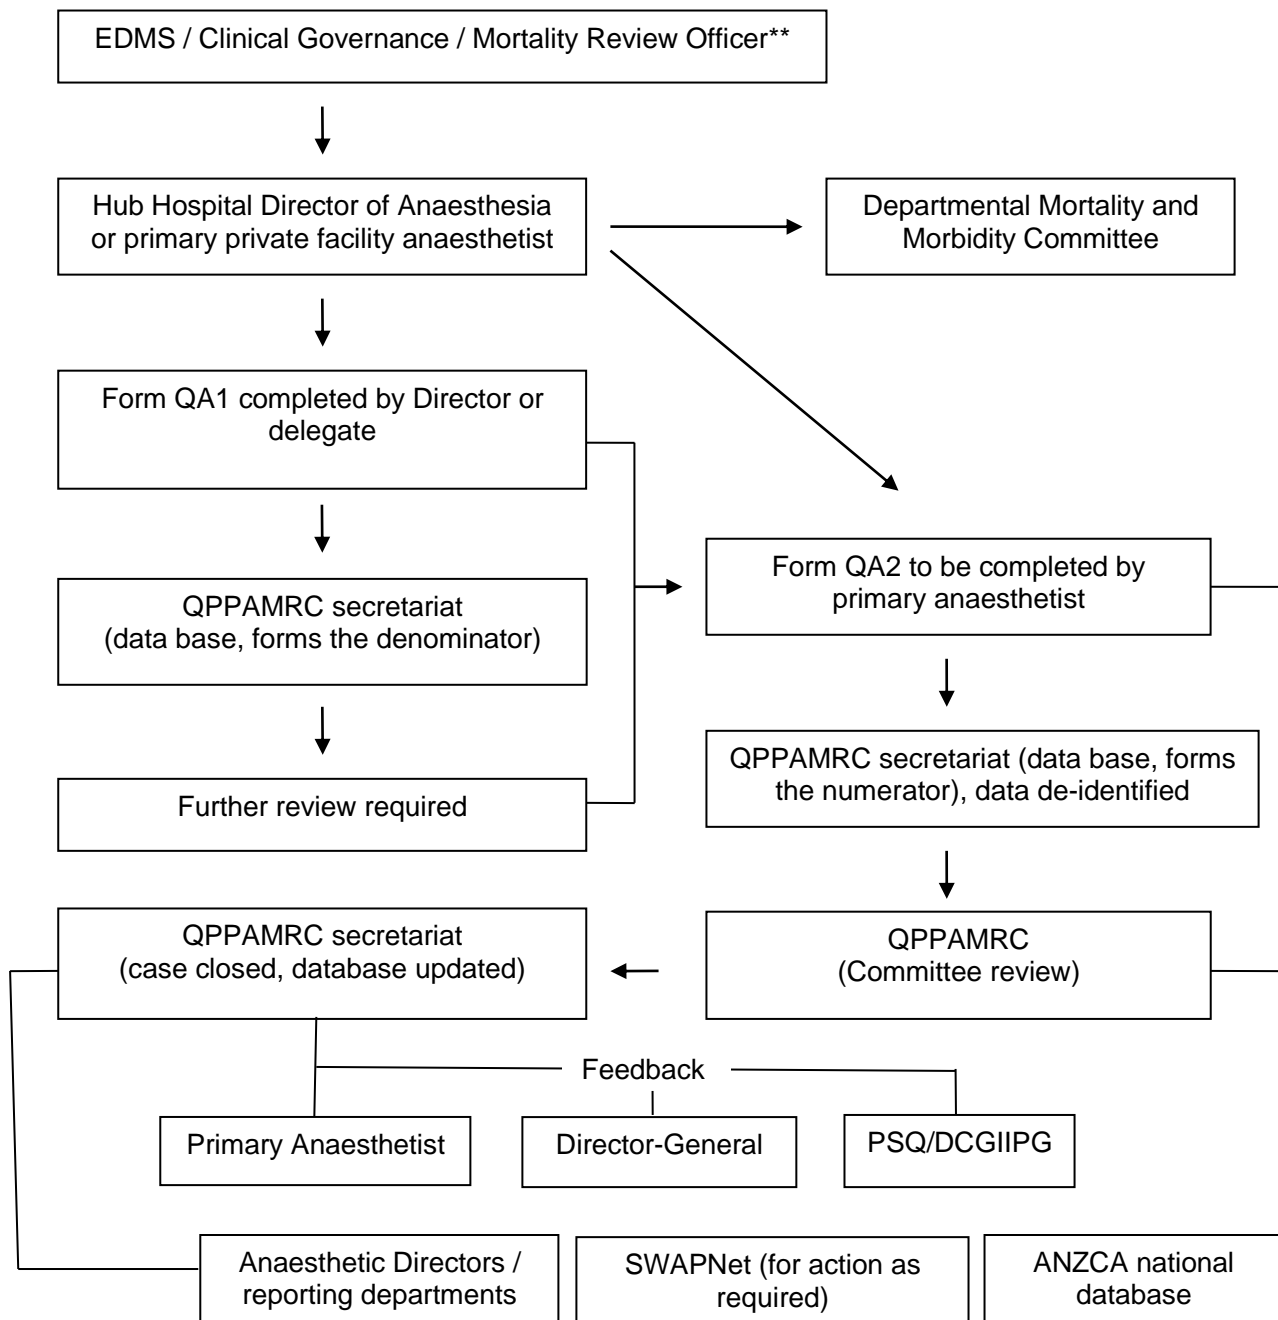 EDMS / Clinical Governance / Mortality Review Officer**
Hub Hospital Director of Anaesthesia
or primary private facility anaesthetist
Departmental Mortality and
Morbidity Committee
Form QA1 completed by Director or
delegate
Form QA2 to be completed by
primary anaesthetist
QPPAMRC secretariat
(data base, forms the denominator)
QPPAMRC secretariat (data base, forms
the numerator), data de-identified
Further review required
QPPAMRC secretariat
(case closed, database updated)
QPPAMRC
(Committee review)
Feedback
Primary Anaesthetist
Director-General
PSQ/DCGIIPG
Anaesthetic Directors /
reporting departments
SWAPNet (for action as
required)
ANZCA national
database